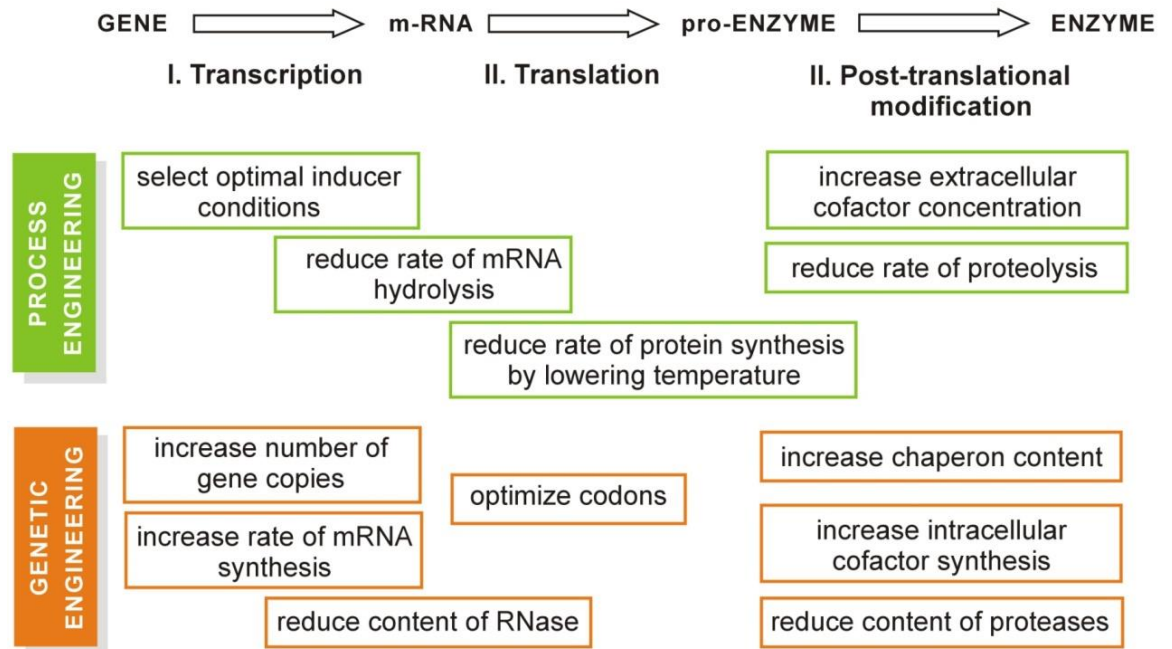 GENE m-RNA pro-ENZYME ENZYME
I. Transcription II. Translation II. Post-translational
modification
PROCESS
ENGINEERING
select optimal inducer
conditions
reduce rate of mRNA
hydrolysis
reduce rate of protein synthesis
by lowering temperature
increase extracellular
cofactor concentration
reduce rate of proteolysis
GENETIC
ENGINEERING
increase number of
gene copies
increase rate of mRNA
synthesis
reduce content of RNase
optimize codons
increase chaperon content
increase intracellular
cofactor synthesis
reduce content of proteases